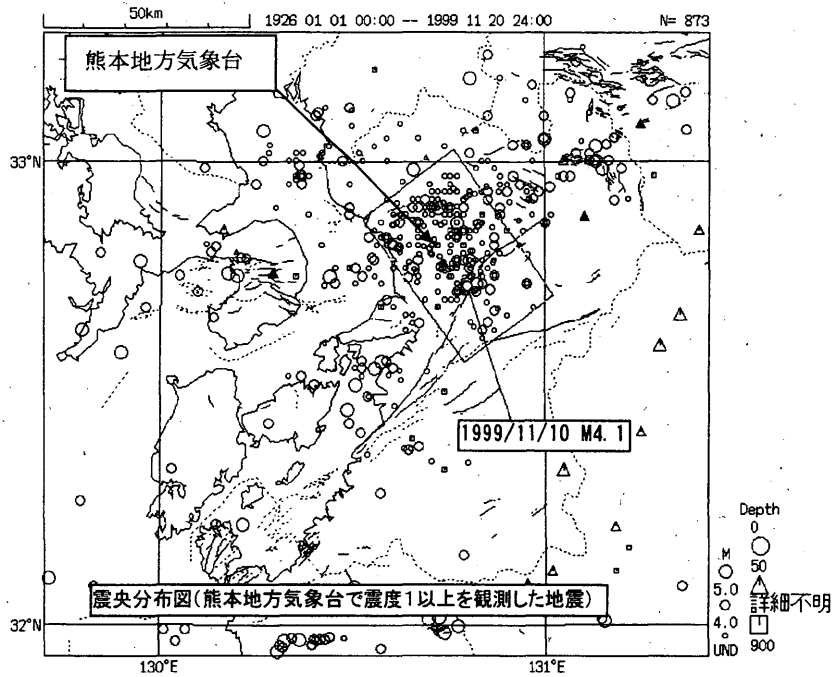 50km
1926 01 01 00:00 -- 1999 11 20 24:00
N= 873
熊本地方気象台
33°N
1999/11/10 M4.1
震央分布図(熊本地方気象台で震度1以上を観測した地震)
32°N
130°E
131°E
M
5.0
4.0
UND
Depth
0
50
詳細不明
900